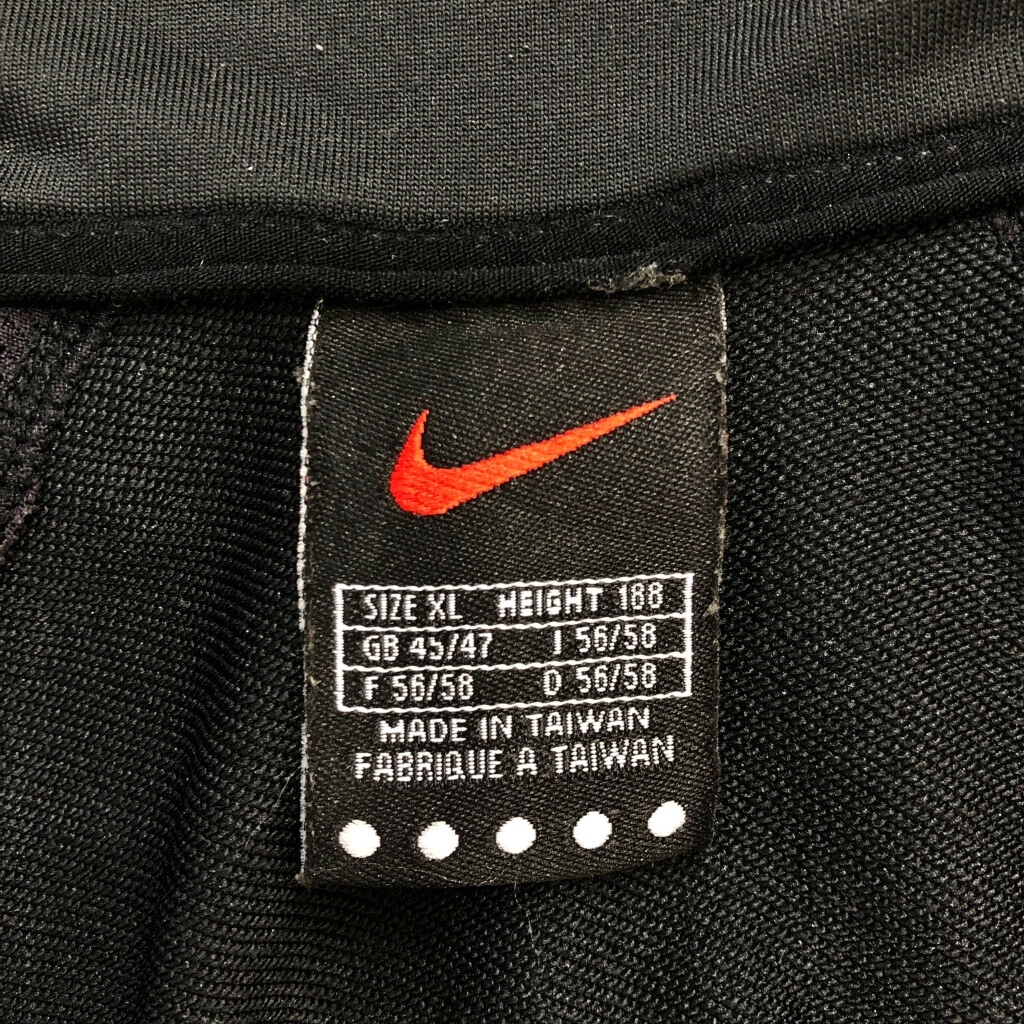 SIZE XL HEIGHT 188
GB 45/47 I 56/58
F 56/58 D 56/58
MADE IN TAIWAN
FABRIQUE A TAIWAN